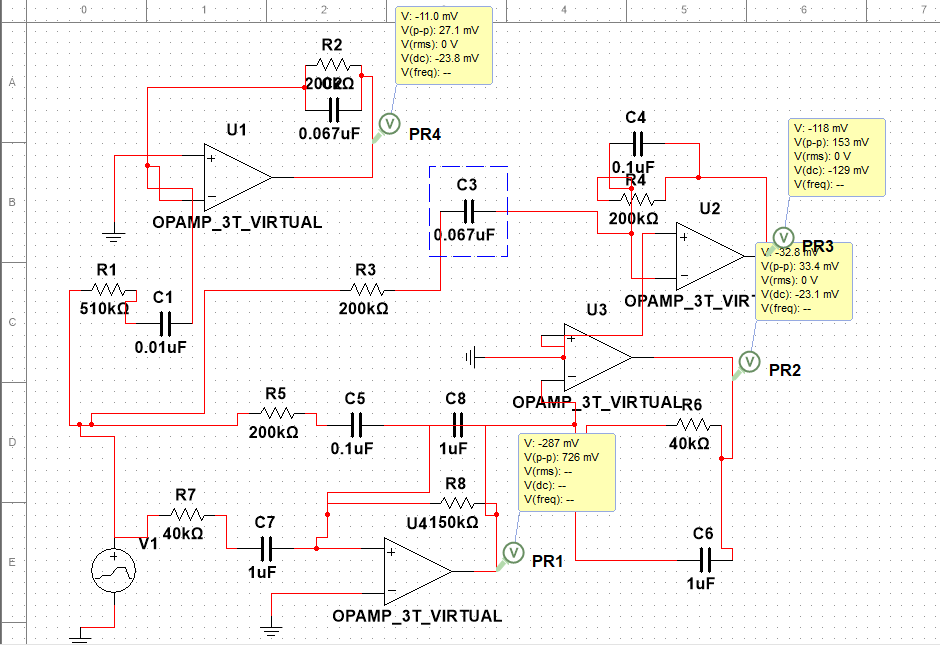 0 1 2 3 4 5 6 7
A
B
C
D
E
V: -11.0 mV
V(p-p): 27.1 mV
V(rms): 0 V
V(dc): -23.8 mV
V(freq): --
PR4
R2
200kΩ
0.067uF
U1
OPAMP_3T_VIRTUAL
C4
0.1uF
R4
200kΩ
V: -118 mV
V(p-p): 153 mV
V(rms): 0 V
V(dc): -129 mV
V(freq): --
PR3
C3
0.067uF
U2
OPAMP_3T_VIRT
V: -32.8 mV
V(p-p): 33.4 mV
V(rms): 0 V
V(dc): -23.1 mV
V(freq): --
PR2
R1
510kΩ
C1
0.01uF
R3
200kΩ
U3
OPAMP_3T_VIRTUAL
R5
200kΩ
C5
0.1uF
C8
1uF
R6
40kΩ
V: -287 mV
V(p-p): 726 mV
V(rms): --
V(dc): --
V(freq): --
PR1
R7
40kΩ
C7
1uF
R8
150kΩ
U4
OPAMP_3T_VIRTUAL
V1
C6
1uF